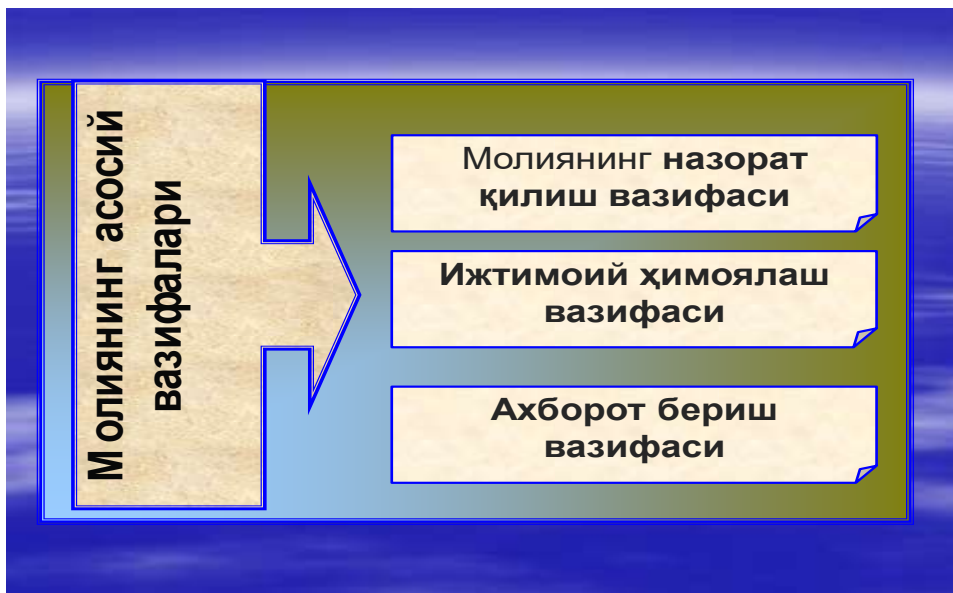 Молиянинг асосий
вазифалари
Молиянинг назорат
қилиш вазифаси
Ижтимоий ҳимоялаш
вазифаси
Ахборот бериш
вазифаси